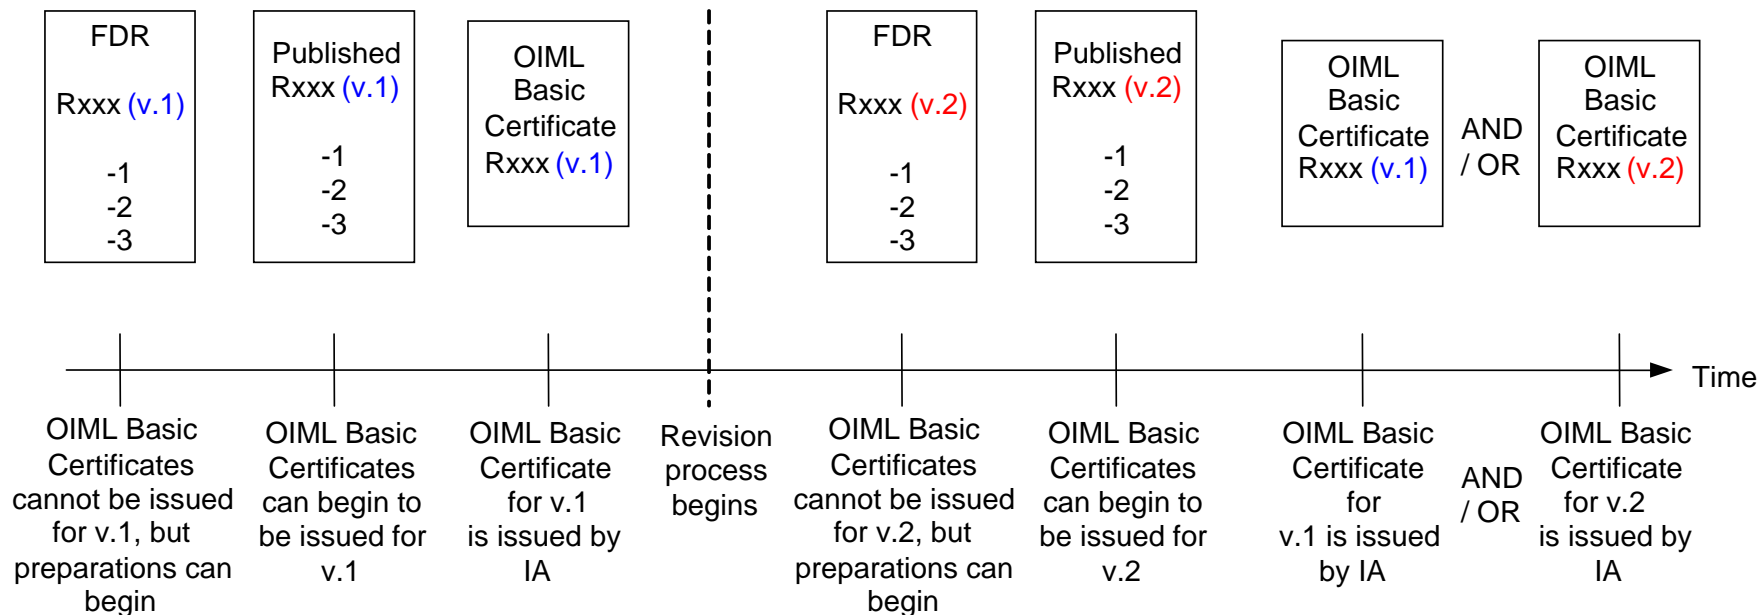 FDR
Rxxx (v.1)
-1
-2
-3
Published
Rxxx (v.1)
-1
-2
-3
OIML
Basic
Certificate
Rxxx (v.1)
FDR
Rxxx (v.2)
-1
-2
-3
Published
Rxxx (v.2)
-1
-2
-3
OIML
Basic
Certificate
Rxxx (v.1)
AND
/ OR
OIML
Basic
Certificate
Rxxx (v.2)
Time
OIML Basic
Certificates
cannot be issued
for v.1, but
preparations can
begin
OIML Basic
Certificates
can begin to
be issued for
v.1
OIML Basic
Certificate
for v.1
is issued by
IA
Revision
process
begins
OIML Basic
Certificates
cannot be issued
for v.2, but
preparations can
begin
OIML Basic
Certificates
can begin to
be issued for
v.2
OIML Basic
Certificate
for
v.1 is issued
by IA
AND
/ OR
OIML Basic
Certificate
for v.2
is issued by
IA